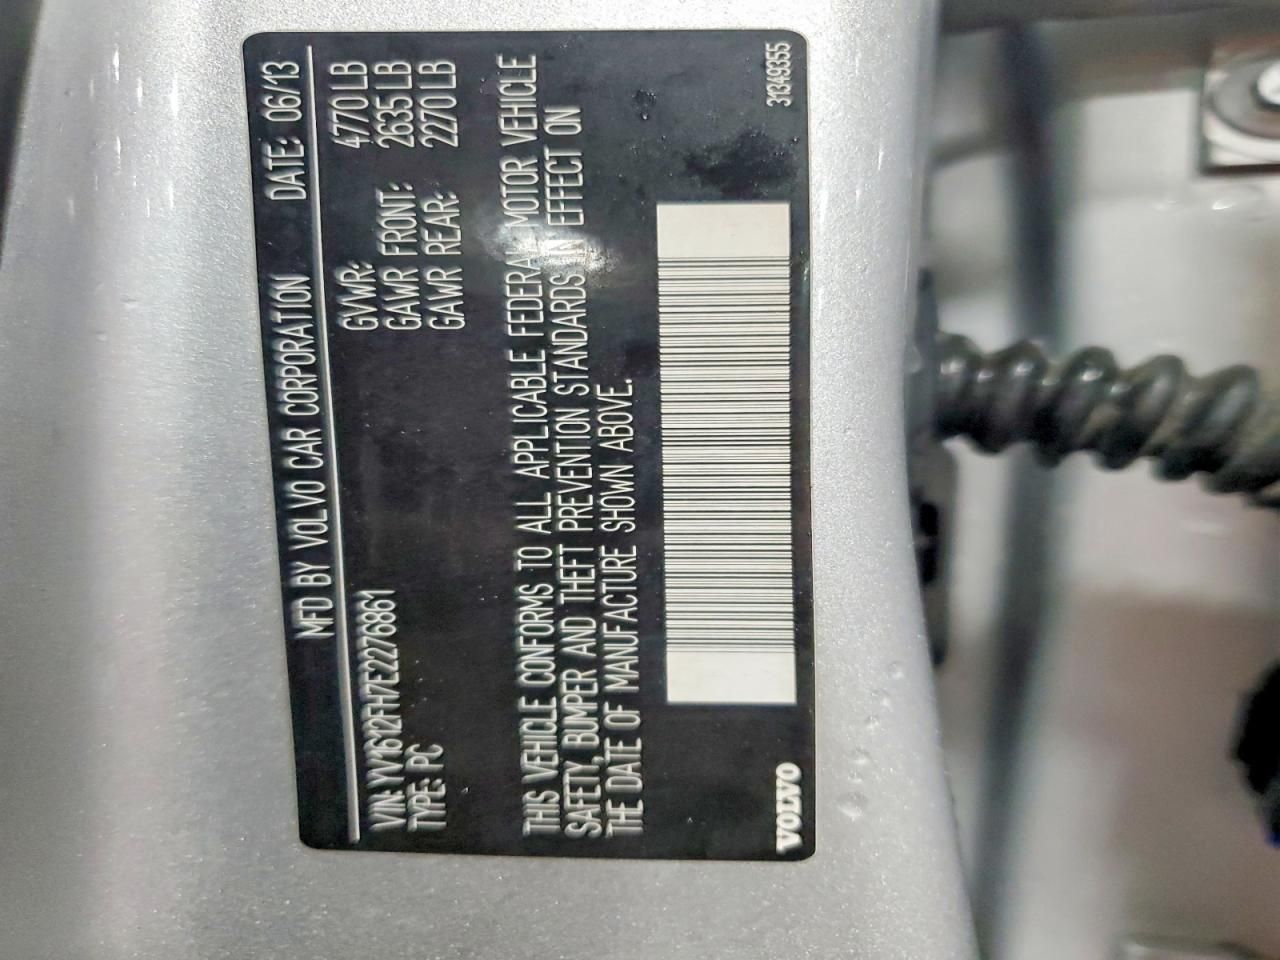 MFD BY VOLVO CAR CORPORATION DATE: 06/13
VIN: YV1612FH7E2276861 GVWR: 4770 LB
TYPE: PC GAWR FRONT: 2635 LB
GAWR REAR: 2270 LB
THIS VEHICLE CONFORMS TO ALL APPLICABLE FEDERAL MOTOR VEHICLE
SAFETY, BUMPER AND THEFT PREVENTION STANDARDS IN EFFECT ON
THE DATE OF MANUFACTURE SHOWN ABOVE.
VOLVO 31349355